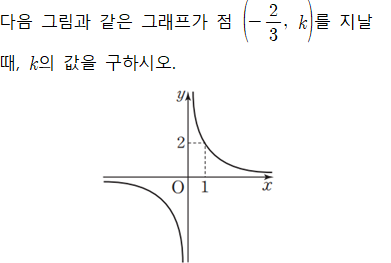 다음 그림과 같은 그래프가 점 (-2/3, k)를 지날
때, k의 값을 구하시오.
y
2
O 1 x